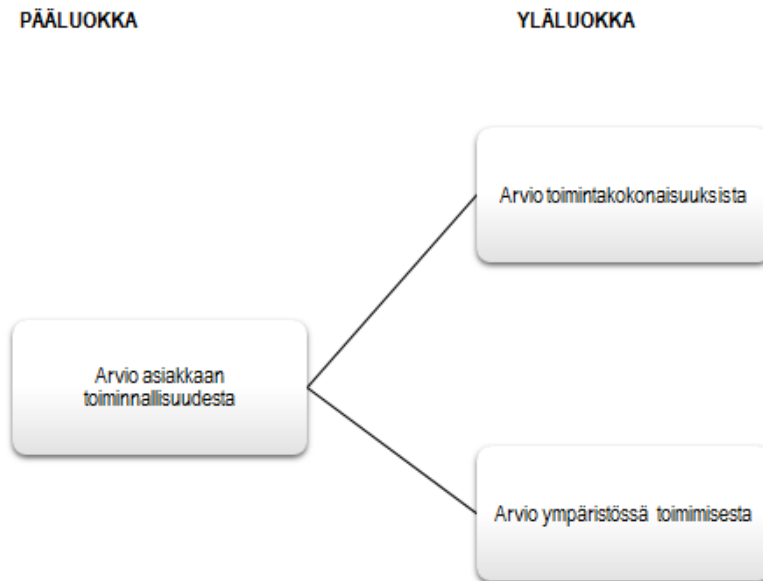 PÄÄLUOKKA
YLÄLUOKKA
Arvio toimintakokonaisuuksista
Arvio asiakkaan
toiminnallisuudesta
Arvio ympäristössä toimimisesta